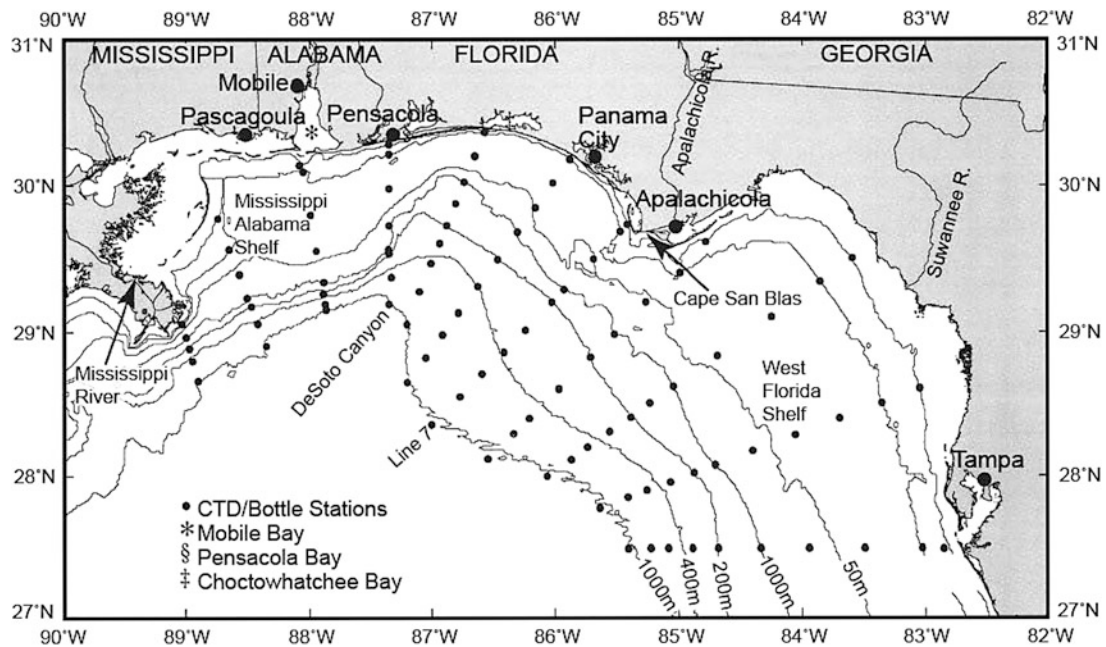 90°W 89°W 88°W 87°W 86°W 85°W 84°W 83°W 82°W
31°N 31°N
MISSISSIPPI ALABAMA FLORIDA GEORGIA
Mobile
Pascagoula
Pensacola
Panama
City
Apalachicola R.
Suwannee R.
30°N 30°N
Mississippi
Alabama
Shelf
Apalachicola
Cape San Blas
29°N 29°N
Mississippi
River
DeSoto Canyon
West
Florida
Shelf
Line 7
28°N 28°N
Tampa
CTD/Bottle Stations
* Mobile Bay
§ Pensacola Bay
‡ Choctowhatchee Bay
1000m 400m 200m 1000m 50m
27°N 27°N
90°W 89°W 88°W 87°W 86°W 85°W 84°W 83°W 82°W